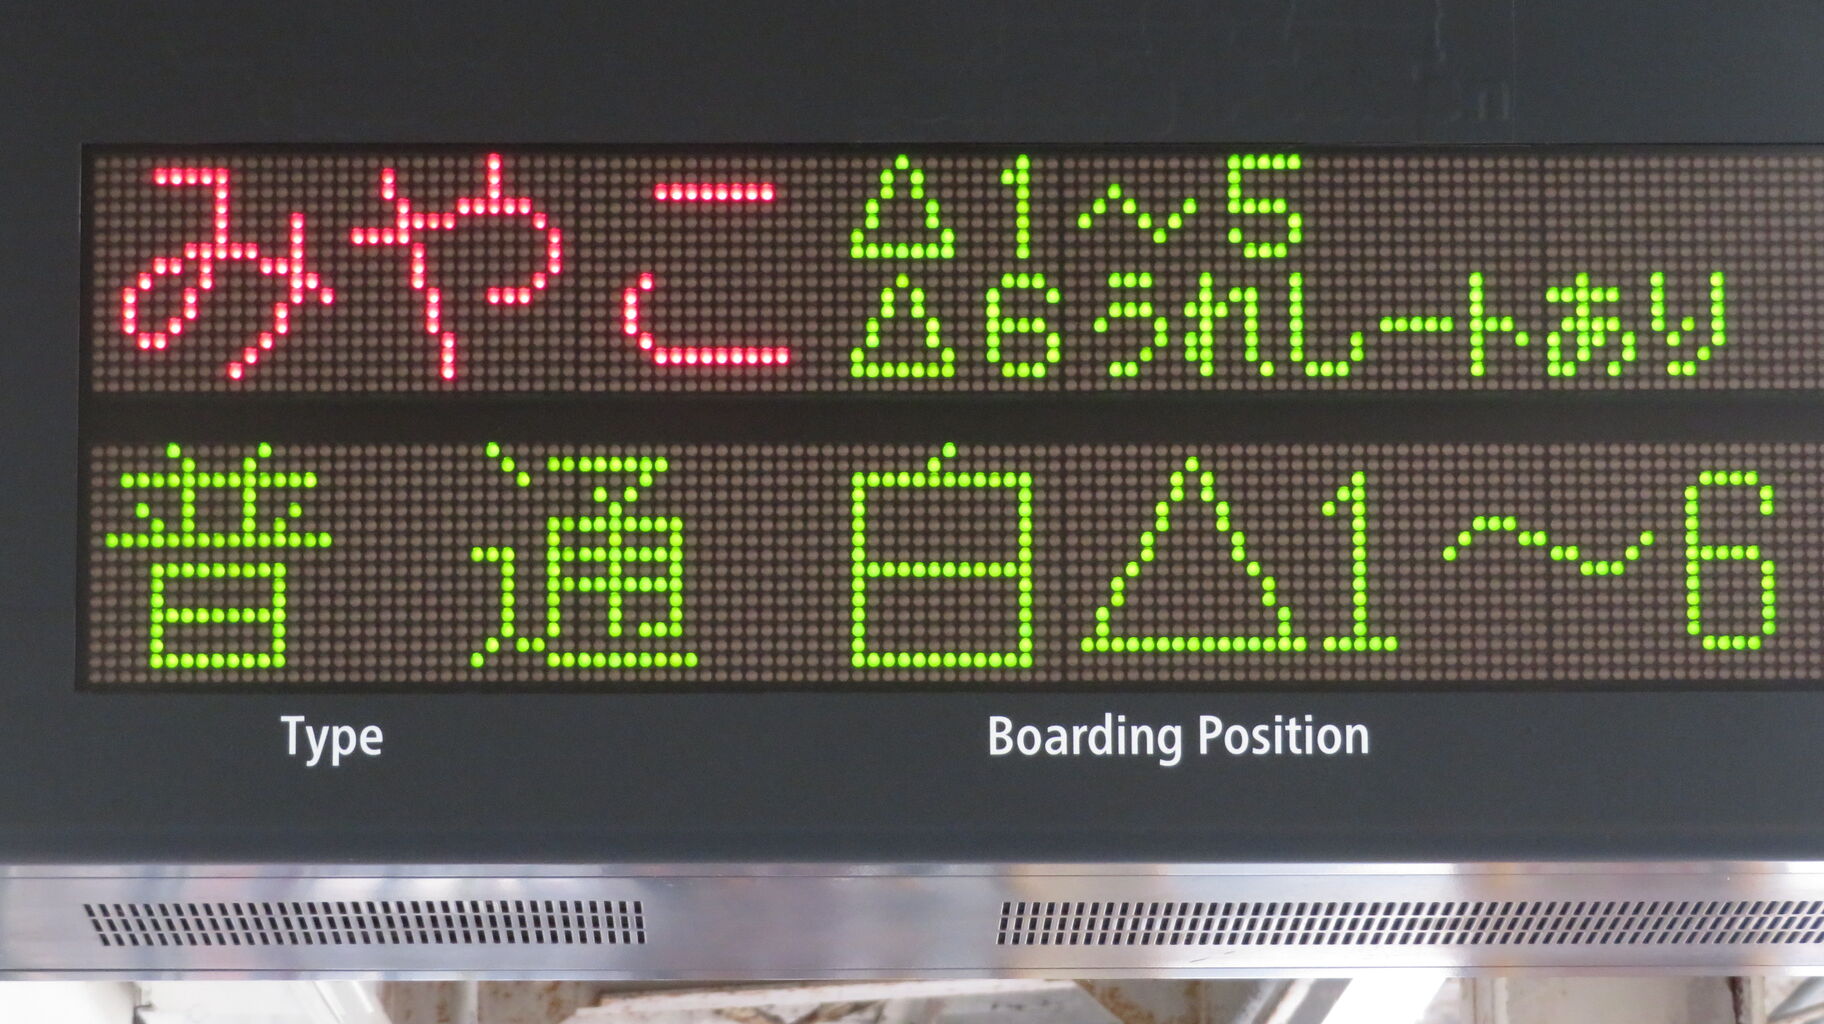 みやこ △1～5
△6うれしートあり
普通 白△1～6
Type Boarding Position